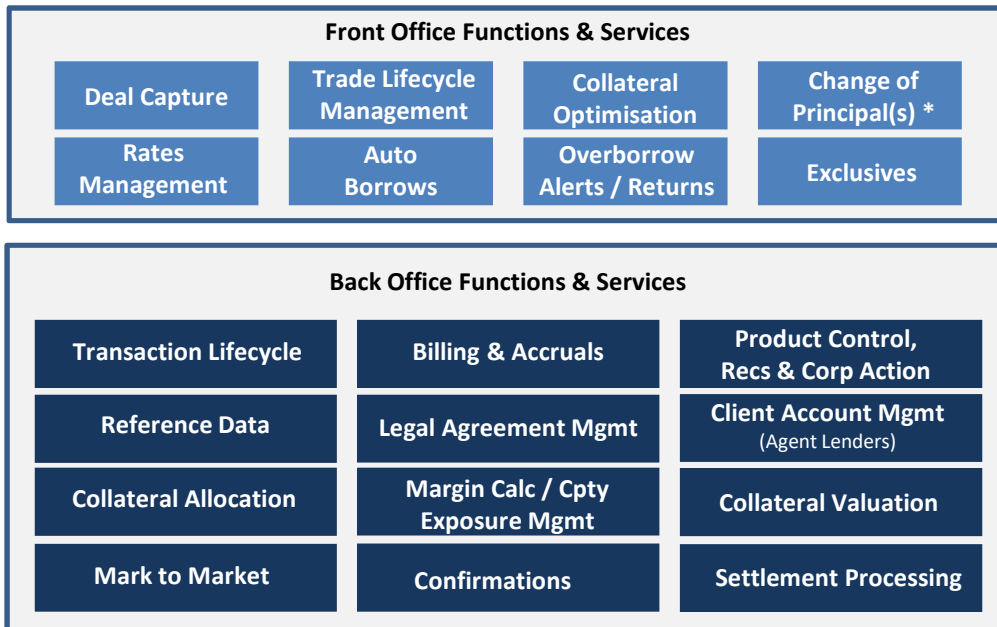 Front Office Functions & Services
Deal Capture
Trade Lifecycle
Management
Collateral
Optimisation
Change of
Principal(s) *
Rates
Management
Auto
Borrows
Overborrow
Alerts / Returns
Exclusives
Back Office Functions & Services
Transaction Lifecycle
Billing & Accruals
Product Control,
Recs & Corp Action
Reference Data
Legal Agreement Mgmt
Client Account Mgmt
(Agent Lenders)
Collateral Allocation
Margin Calc / Cpty
Exposure Mgmt
Collateral Valuation
Mark to Market
Confirmations
Settlement Processing